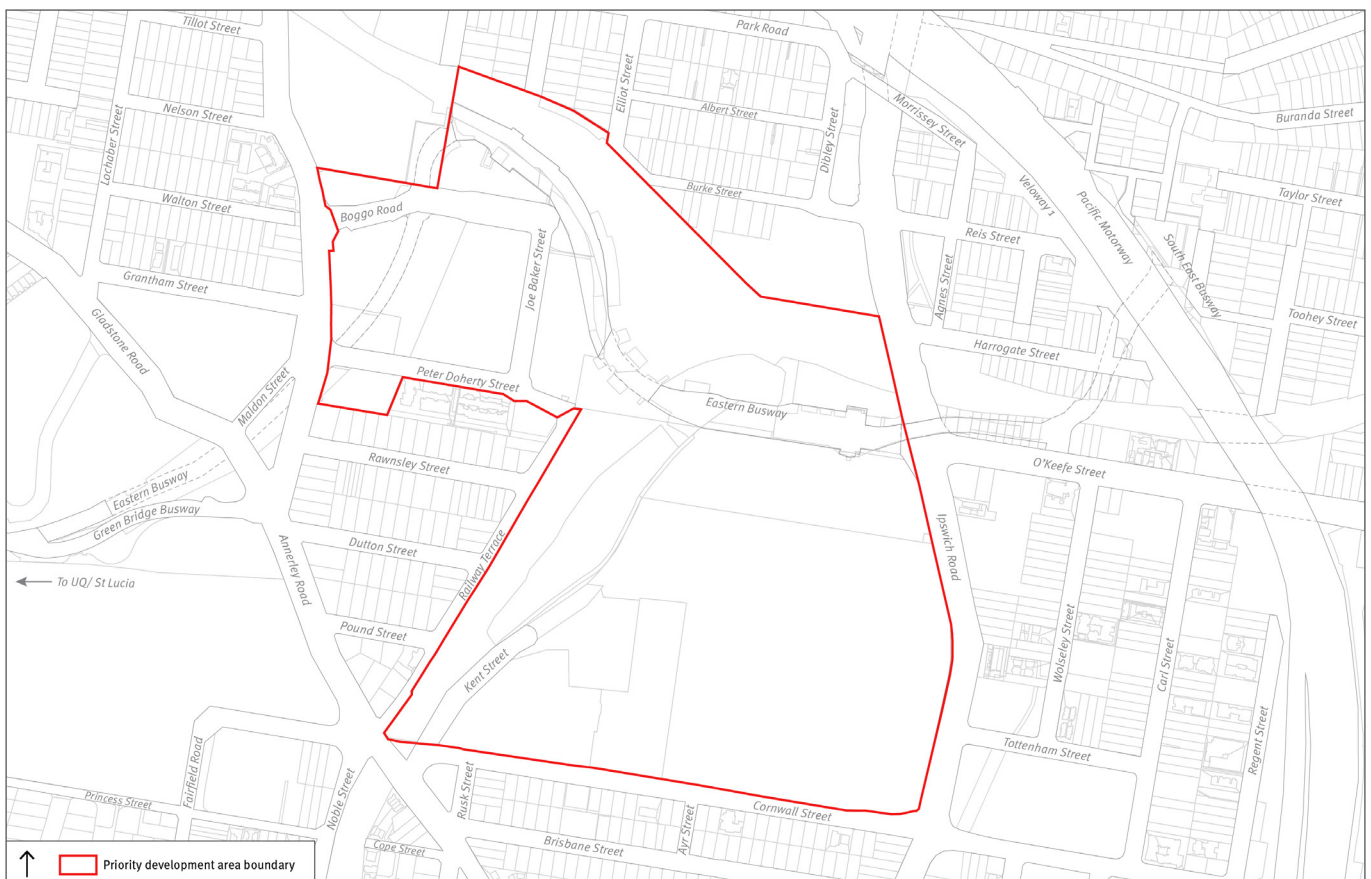 Tillot Street
Park Road
Elliot Street
Nelson Street
Albert Street
Morrissey Street
Buranda Street
Lochaber Street
Dibley Street
Burke Street
Veloway 1
Pacific Motorway
Taylor Street
Walton Street
Boggo Road
Reis Street
South East Busway
Joe Baker Street
Agnes Street
Grantham Street
Toohey Street
Gladstone Road
Harrogate Street
Peter Doherty Street
Maldon Street
Eastern Busway
Rawnsley Street
O'Keefe Street
Eastern Busway
Green Bridge Busway
Ipswich Road
Dutton Street
Annerley Road
Railway Terrace
To UQ/ St Lucia
Pound Street
Wolseley Street
Kent Street
Carl Street
Regent Street
Tottenham Street
Fairfield Road
Noble Street
Rusk Street
Princess Street
Cornwall Street
Ayr Street
Brisbane Street
Cope Street
Priority development area boundary